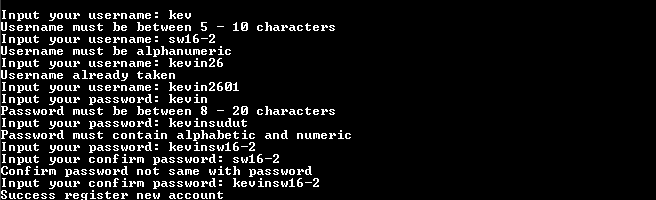 Input your username: kev
Username must be between 5 - 10 characters
Input your username: sw16-2
Username must be alphanumeric
Input your username: kevin26
Username already taken
Input your username: kevin2601
Input your password: kevin
Password must be between 8 - 20 characters
Input your password: kevinsudut
Password must contain alphabetic and numeric
Input your password: kevinsw16-2
Input your confirm password: sw16-2
Confirm password not same with password
Input your confirm password: kevinsw16-2
Success register new account